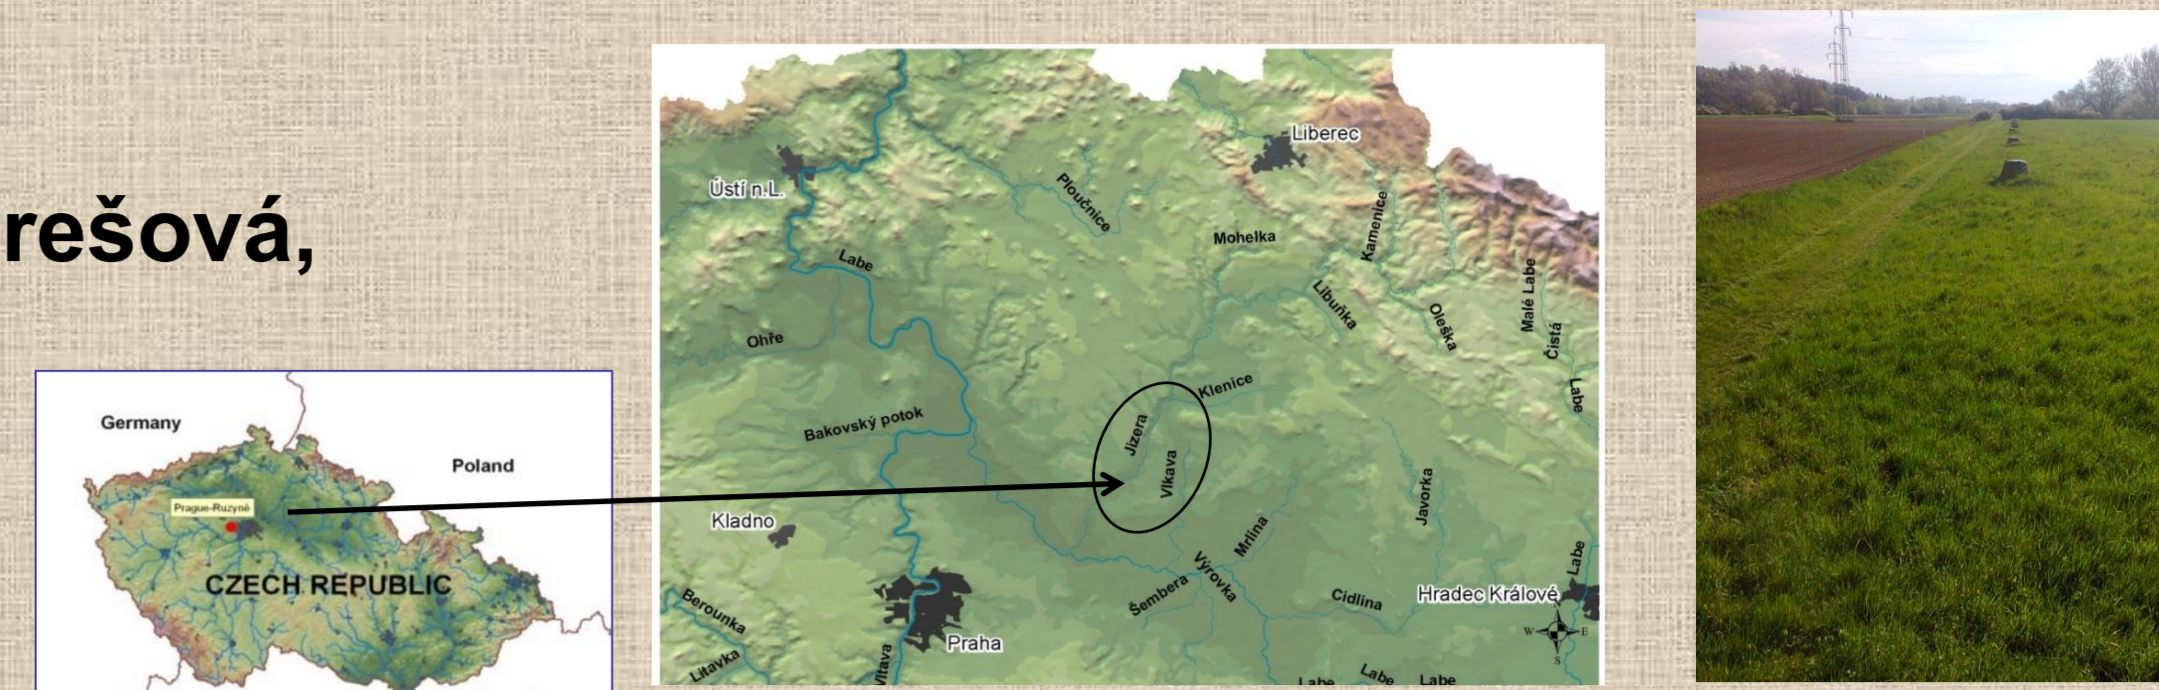 rešová,
Germany
Poland
Prague-Ruzyně
CZECH REPUBLIC
Liberec
Ústí n.L.
Ploučnice
Kamenice
Mohelka
Labe
Libuňka
Oleška
Malé Labe
Čistá
Ohře
Klenice
Labe
Bakovský potok
Jizera
Vlkava
Javorka
Kladno
Mrlina
Labe
Výrovka
Šembera
Cidlina
Hradec Králové
Berounka
Praha
W E
S
Litavka
Vltava
Labe
Labe
Labe